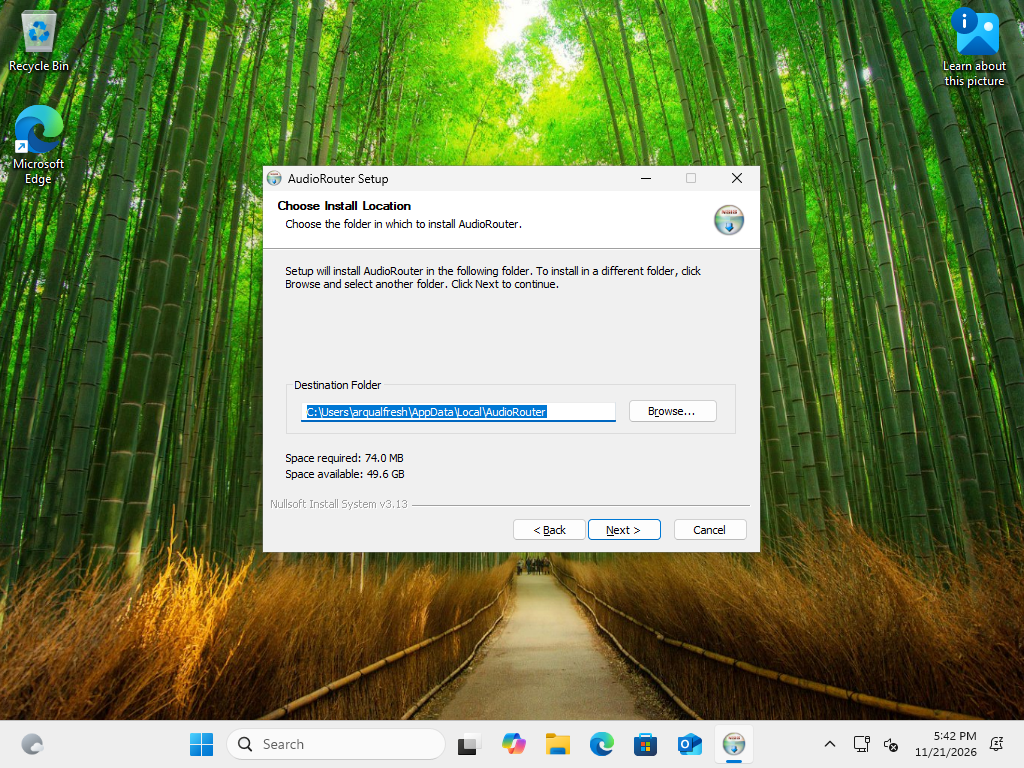 Recycle Bin
Learn about
this picture
Microsoft
Edge
AudioRouter Setup
Choose Install Location
Choose the folder in which to install AudioRouter.
Setup will install AudioRouter in the following folder. To install in a different folder, click
Browse and select another folder. Click Next to continue.
Destination Folder
C:\Users\arqualfresh\AppData\Local\AudioRouter
Browse...
Space required: 74.0 MB
Space available: 49.6 GB
Nullsoft Install System v3.13
< Back
Next >
Cancel
Search
5:42 PM
11/21/2026